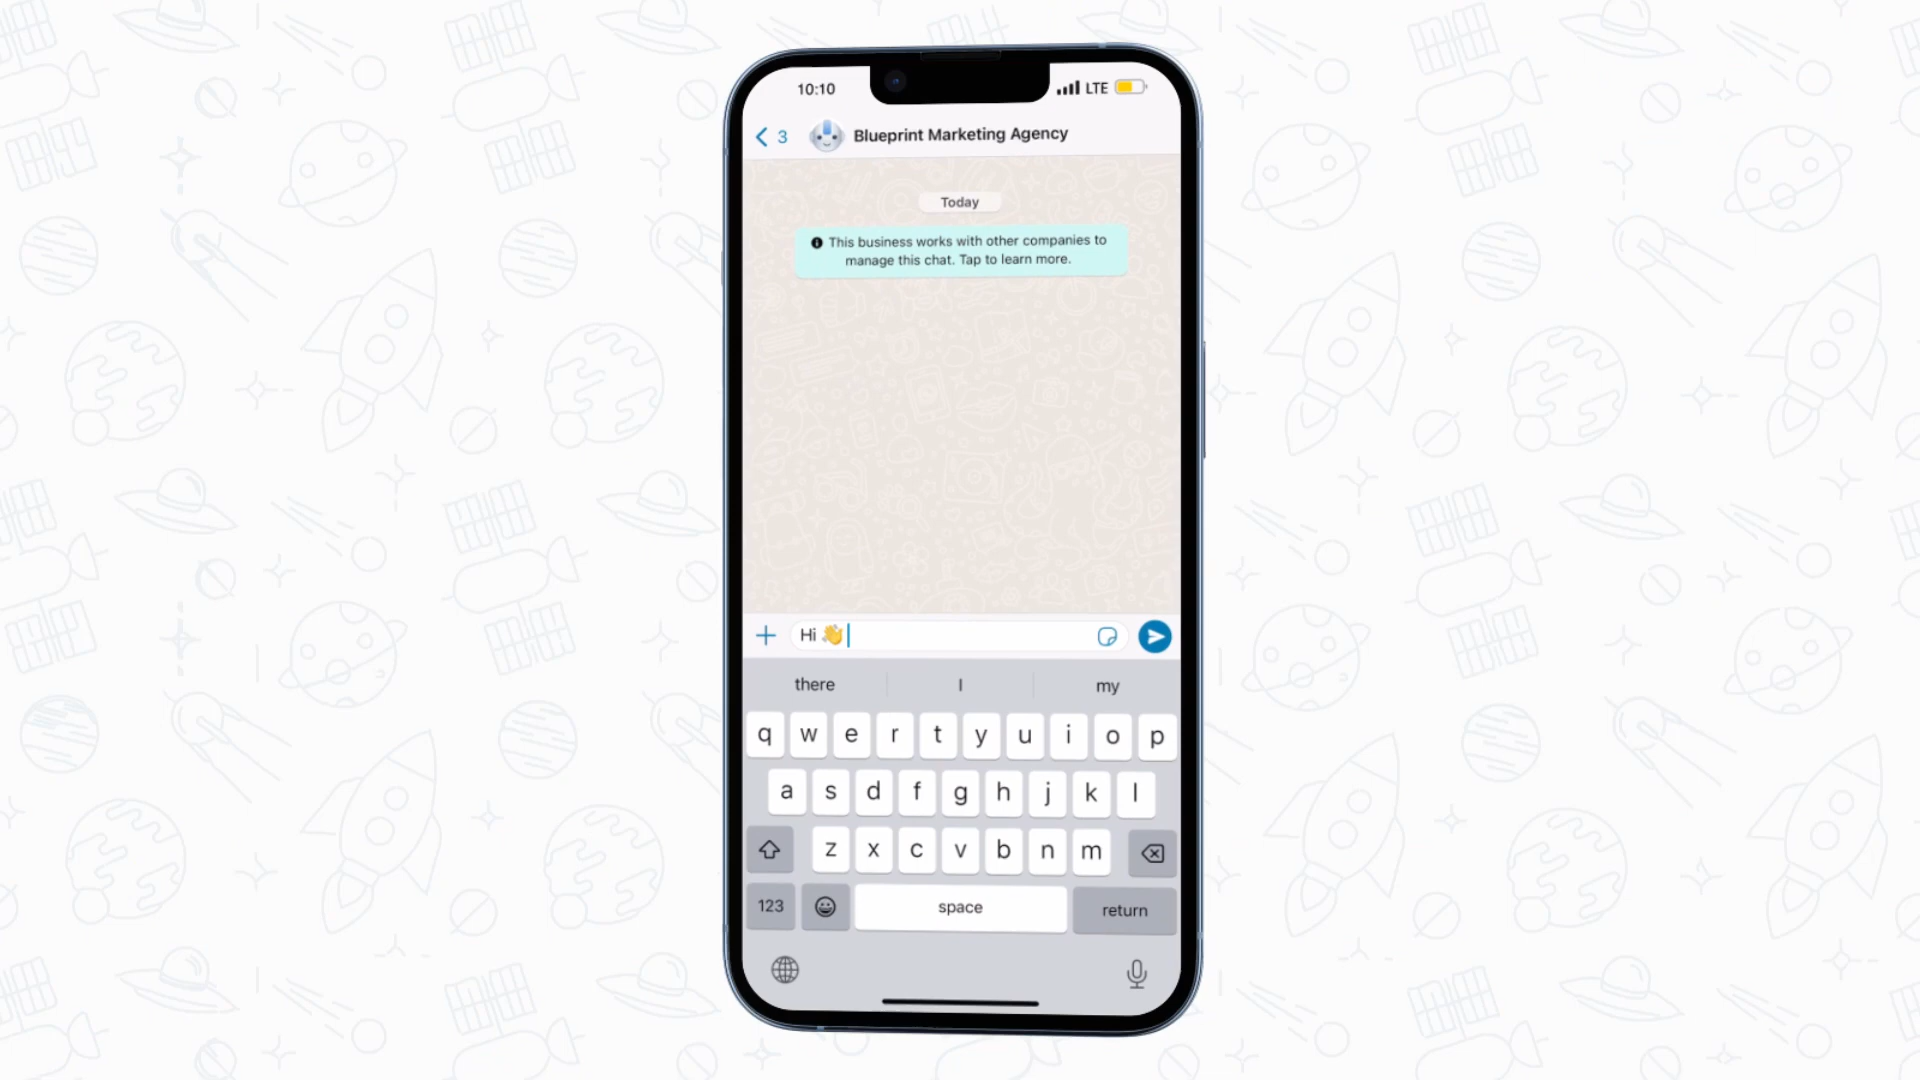 10:10 LTE
3 Blueprint Marketing Agency
Today
This business works with other companies to
manage this chat. Tap to learn more.
Hi 👋
there I my
q w e r t y u i o p
a s d f g h j k l
z x c v b n m
123 space return